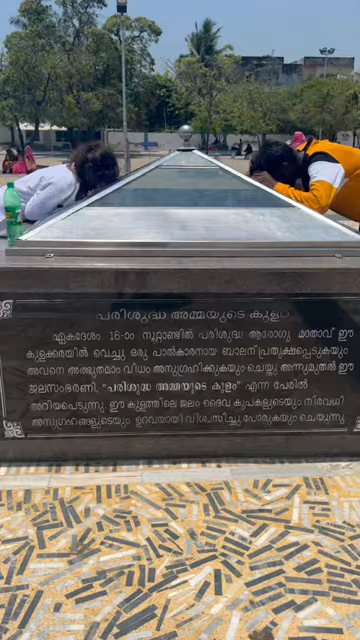 പരിശുദ്ധ അമ്മയുടെ കുളം
ഏകദേശം 16-ാം നൂറ്റാണ്ടിൽ പരിശുദ്ധ ആരോഗ്യ മാതാവ് ഈ
കുളക്കരയിൽ വെച്ചു ഒരു പാൽകാരനായ ബാലന് പ്രത്യക്ഷപ്പെടുകയും
അവനെ അത്ഭുതമാം വിധം അനുഗ്രഹിക്കുകയും ചെയ്തു. അന്നുമുതൽ ഈ
ജലസംഭരണി, "പരിശുദ്ധ അമ്മയുടെ കുളം" എന്ന പേരിൽ
അറിയപെടുന്നു. ഈ കുളത്തിലെ ജലം ദൈവ കൃപകളുടെയും നിരവധി
അനുഗ്രഹങ്ങളുടെയും ഉറവയായി വിശ്വസിച്ചു പോരുകയും ചെയുന്നു